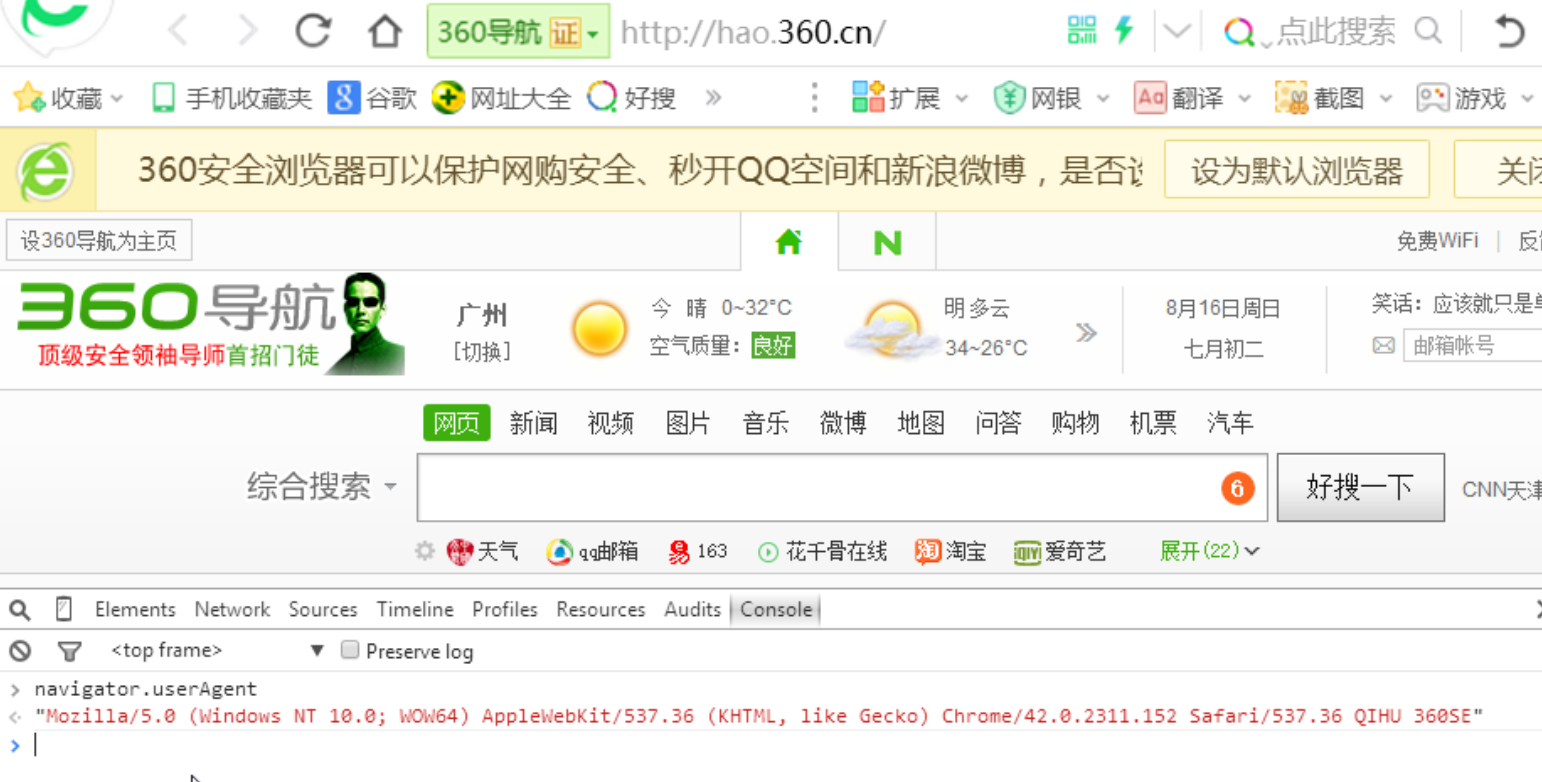 360导航 证 http://hao.360.cn/ 点此搜索
收藏 手机收藏夹 谷歌 网址大全 好搜 » 扩展 网银 翻译 截图 游戏
360安全浏览器可以保护网购安全、秒开QQ空间和新浪微博，是否 设为默认浏览器 关
设360导航为主页 N 免费WiFi
360导航
顶级安全领袖导师首招门徒
广州
[切换]
今 晴 0~32°C
空气质量：良好
明 多云
34~26°C
8月16日周日
七月初二
笑话：应该就只是
邮箱帐号
网页 新闻 视频 图片 音乐 微博 地图 问答 购物 机票 汽车
综合搜索 6 好搜一下 CNN天津
天气 qq邮箱 163 花千骨在线 淘宝 爱奇艺 展开(22)
Elements Network Sources Timeline Profiles Resources Audits Console
<top frame> ▼ Preserve log
> navigator.userAgent
"Mozilla/5.0 (Windows NT 10.0; WOW64) AppleWebKit/537.36 (KHTML, like Gecko) Chrome/42.0.2311.152 Safari/537.36 QIHU 360SE"
>